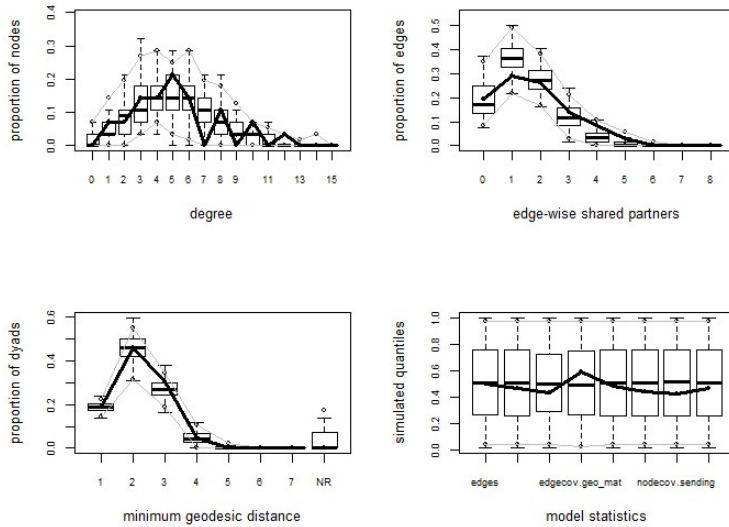 proportion of nodes
0.4
0.3
0.2
0.1
0.0
0 1 2 3 4 5 6 7 8 9 11 13 15
degree
proportion of edges
0.5
0.4
0.3
0.2
0.1
0.0
0 1 2 3 4 5 6 7 8
edge-wise shared partners
proportion of dyads
0.6
0.4
0.2
0.0
1 2 3 4 5 6 7 NR
minimum geodesic distance
simulated quantiles
1.0
0.8
0.6
0.4
0.2
0.0
edges edgecov.geo_mat nodecov.sending
model statistics